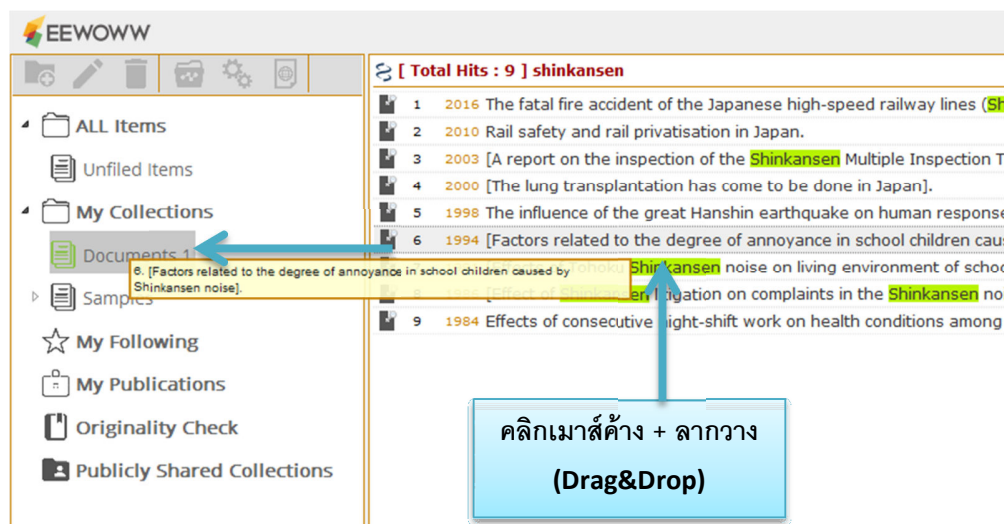 EEWOWW
ALL Items
Unfiled Items
My Collections
Documents 1
Samples
My Following
My Publications
Originality Check
Publicly Shared Collections
[ Total Hits : 9 ] shinkansen
1 2016 The fatal fire accident of the Japanese high-speed railway lines (Sh
2 2010 Rail safety and rail privatisation in Japan.
3 2003 [A report on the inspection of the Shinkansen Multiple Inspection T
4 2000 [The lung transplantation has come to be done in Japan].
5 1998 The influence of the great Hanshin earthquake on human response
6 1994 [Factors related to the degree of annoyance in school children cau
6. [Factors related to the degree of annoyance in school children caused by
Shinkansen noise].
[Effects of Tohoku Shinkansen noise on living environment of schoo
8 [Effect of Shinkansen litigation on complaints in the Shinkansen no
9 1984 Effects of consecutive night-shift work on health conditions among
คลิกเมาส์ค้าง + ลากวาง
(Drag&Drop)